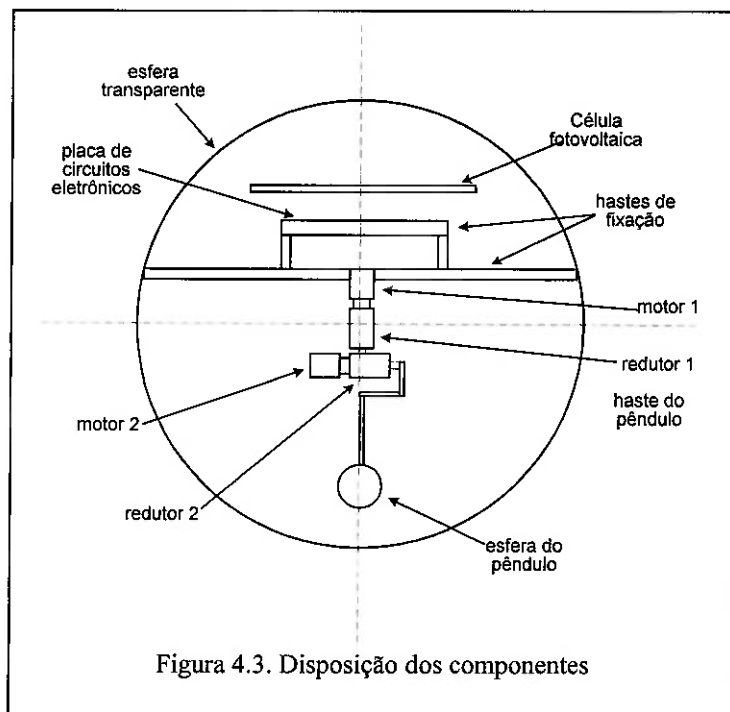 esfera
transparente
placa de
circuitos
eletrônicos
Célula
fotovoltaica
hastes de
fixação
motor 1
redutor 1
haste do
pêndulo
motor 2
redutor 2
esfera do
pêndulo
Figura 4.3. Disposição dos componentes